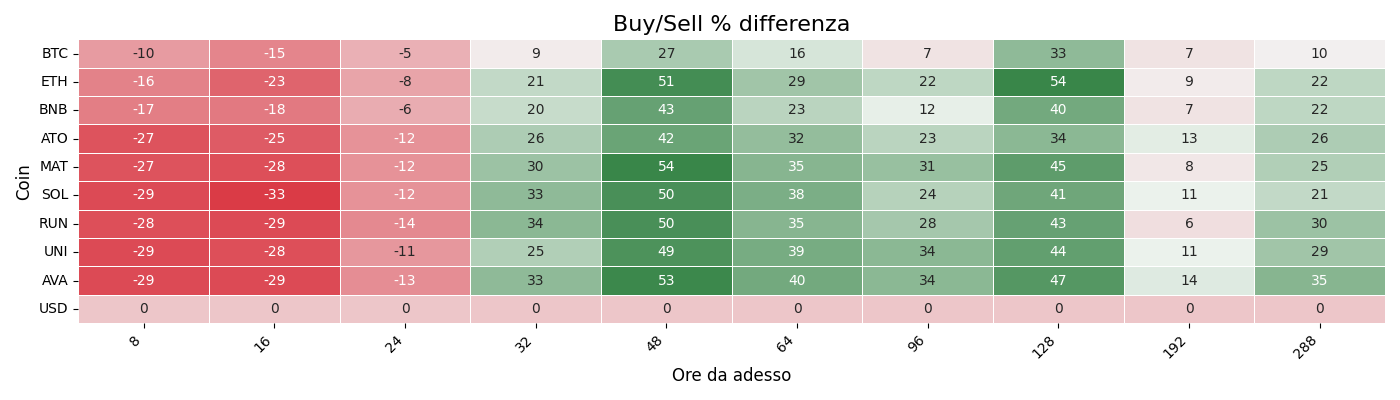 Buy/Sell % differenza
Coin
BTC -10 -15 -5 9 27 16 7 33 7 10
ETH -16 -23 -8 21 51 29 22 54 9 22
BNB -17 -18 -6 20 43 23 12 40 7 22
ATO -27 -25 -12 26 42 32 23 34 13 26
MAT -27 -28 -12 30 54 35 31 45 8 25
SOL -29 -33 -12 33 50 38 24 41 11 21
RUN -28 -29 -14 34 50 35 28 43 6 30
UNI -29 -28 -11 25 49 39 34 44 11 29
AVA -29 -29 -13 33 53 40 34 47 14 35
USD 0 0 0 0 0 0 0 0 0 0
8 16 24 32 48 64 96 128 192 288
Ore da adesso